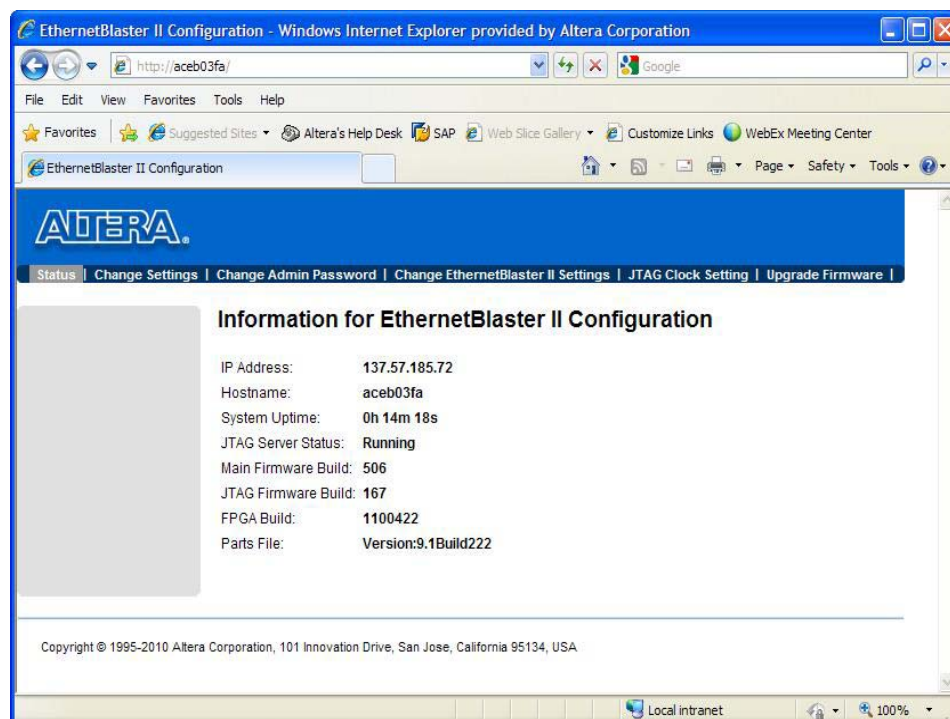 EthernetBlaster II Configuration - Windows Internet Explorer provided by Altera Corporation
http://aceb03fa/
Google
File Edit View Favorites Tools Help
Favorites Suggested Sites Altera's Help Desk SAP Web Slice Gallery Customize Links WebEx Meeting Center
EthernetBlaster II Configuration Page Safety Tools
ALTERA®
Status | Change Settings | Change Admin Password | Change EthernetBlaster II Settings | JTAG Clock Setting | Upgrade Firmware |
Information for EthernetBlaster II Configuration
IP Address: 137.57.185.72
Hostname: aceb03fa
System Uptime: 0h 14m 18s
JTAG Server Status: Running
Main Firmware Build: 506
JTAG Firmware Build: 167
FPGA Build: 1100422
Parts File: Version:9.1Build222
Copyright © 1995-2010 Altera Corporation, 101 Innovation Drive, San Jose, California 95134, USA
Local intranet 100%